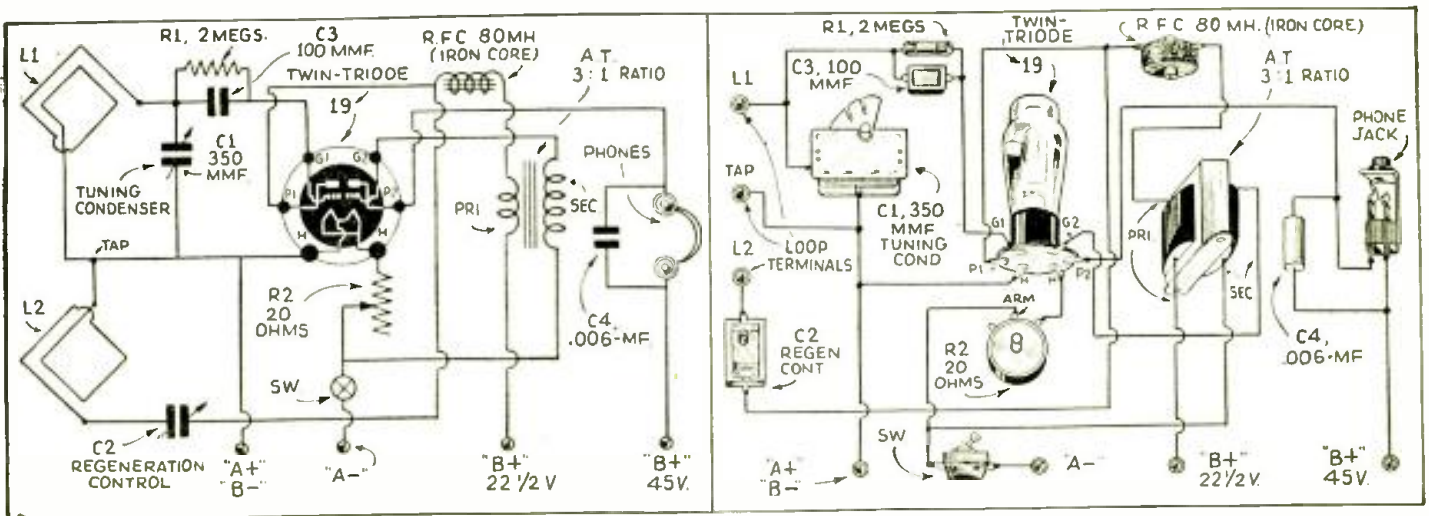 L1
R1, 2 MEGS.
C3
100 MMF.
TWIN-TRIODE
19
R.F.C 80MH
(IRON CORE)
A.T.
3:1 RATIO
C1
350
MMF.
TUNING
CONDENSER
G1
G2
P1
P2
H
H
PRI
SEC
PHONES
TAP
L2
R2
20
OHMS
C4
.006-MF.
SW
C2
REGENERATION
CONTROL
"A+"
"B-"
"A-"
"B+"
22 1/2 V
"B+"
45V.
R1, 2 MEGS
TWIN-
TRIODE
19
R.F.C 80 MH. (IRON CORE)
A.T.
3:1 RATIO
L1
C3, 100
MMF
PHONE
JACK
TAP
C1, 350
MMF
TUNING
COND
G1
G2
L2
LOOP
TERMINALS
P1
P2
H
H
PRI
SEC
ARM
C2
REGEN
CONT
R2
20
OHMS
8
C4,
.006-MF
SW
"A+"
"B-"
"A-"
"B+"
22 1/2 V.
"B+"
45V.